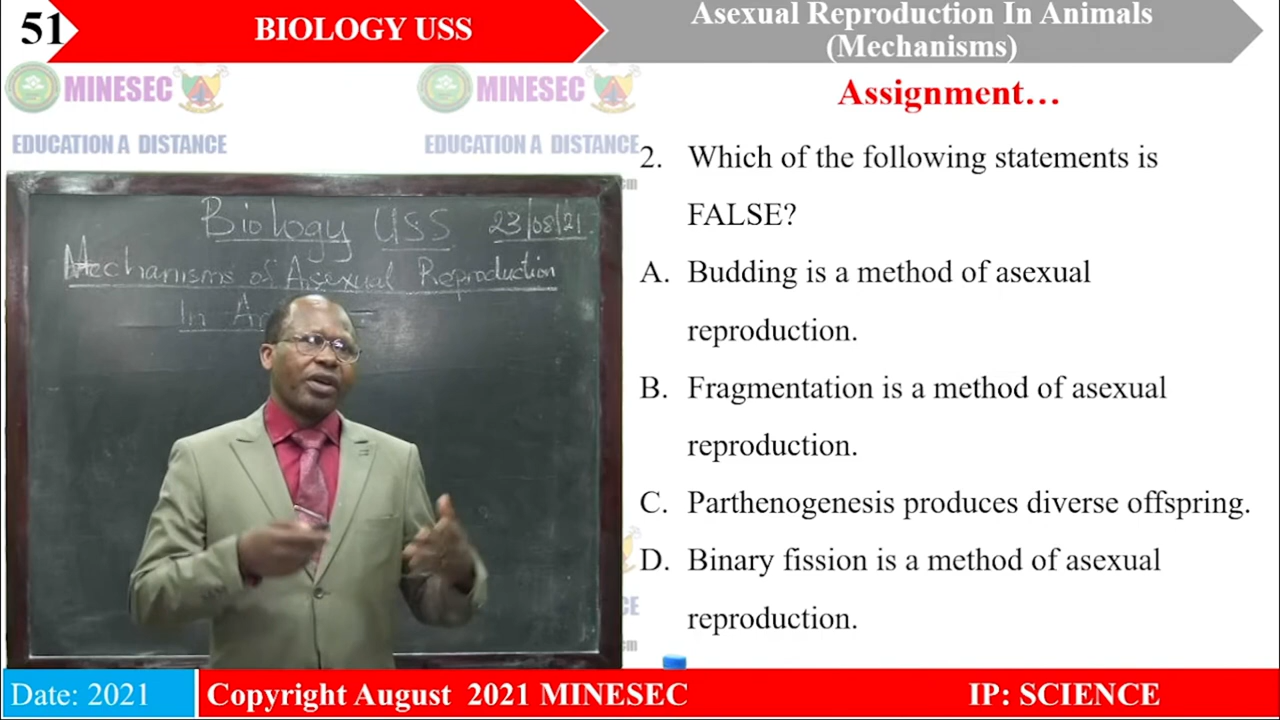 51
BIOLOGY USS
Asexual Reproduction In Animals
(Mechanisms)
MINESEC
MINESEC
EDUCATION A DISTANCE
EDUCATION A DISTANCE
Assignment…
2. Which of the following statements is
FALSE?
A. Budding is a method of asexual
reproduction.
B. Fragmentation is a method of asexual
reproduction.
C. Parthenogenesis produces diverse offspring.
D. Binary fission is a method of asexual
reproduction.
Biology USS 23/08/21
Mechanisms of Asexual Reproduction
In
Date: 2021
Copyright August 2021 MINESEC
IP: SCIENCE